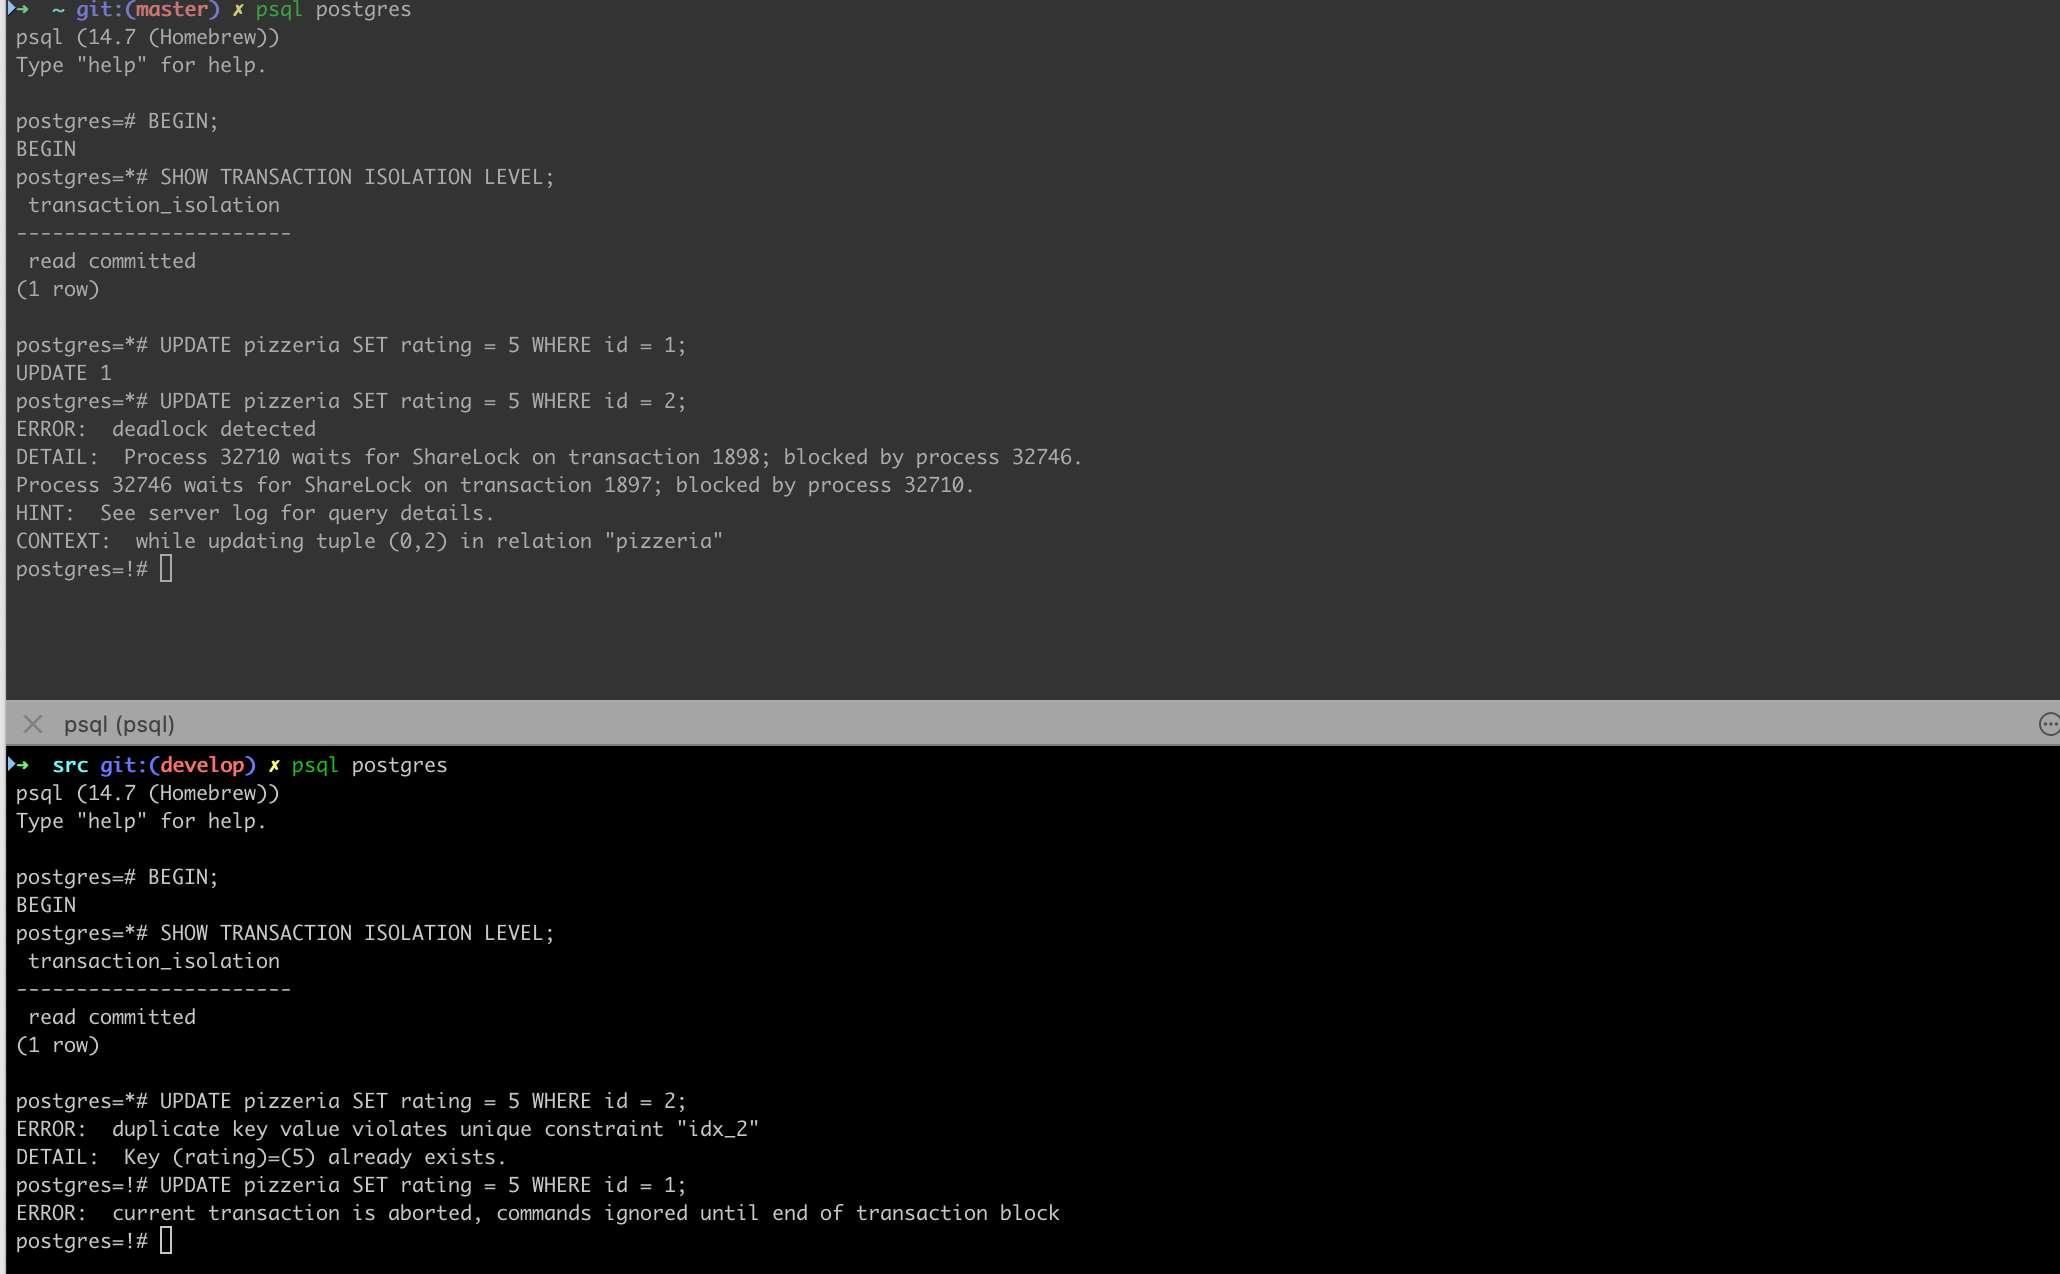 ➜  ~ git:(master) ✗ psql postgres
psql (14.7 (Homebrew))
Type "help" for help.

postgres=# BEGIN;
BEGIN
postgres=*# SHOW TRANSACTION ISOLATION LEVEL;
 transaction_isolation
-----------------------
 read committed
(1 row)

postgres=*# UPDATE pizzeria SET rating = 5 WHERE id = 1;
UPDATE 1
postgres=*# UPDATE pizzeria SET rating = 5 WHERE id = 2;
ERROR:  deadlock detected
DETAIL:  Process 32710 waits for ShareLock on transaction 1898; blocked by process 32746.
Process 32746 waits for ShareLock on transaction 1897; blocked by process 32710.
HINT:  See server log for query details.
CONTEXT:  while updating tuple (0,2) in relation "pizzeria"
postgres=!#
psql (psql)
➜  src git:(develop) ✗ psql postgres
psql (14.7 (Homebrew))
Type "help" for help.

postgres=# BEGIN;
BEGIN
postgres=*# SHOW TRANSACTION ISOLATION LEVEL;
 transaction_isolation
-----------------------
 read committed
(1 row)

postgres=*# UPDATE pizzeria SET rating = 5 WHERE id = 2;
ERROR:  duplicate key value violates unique constraint "idx_2"
DETAIL:  Key (rating)=(5) already exists.
postgres=!# UPDATE pizzeria SET rating = 5 WHERE id = 1;
ERROR:  current transaction is aborted, commands ignored until end of transaction block
postgres=!#